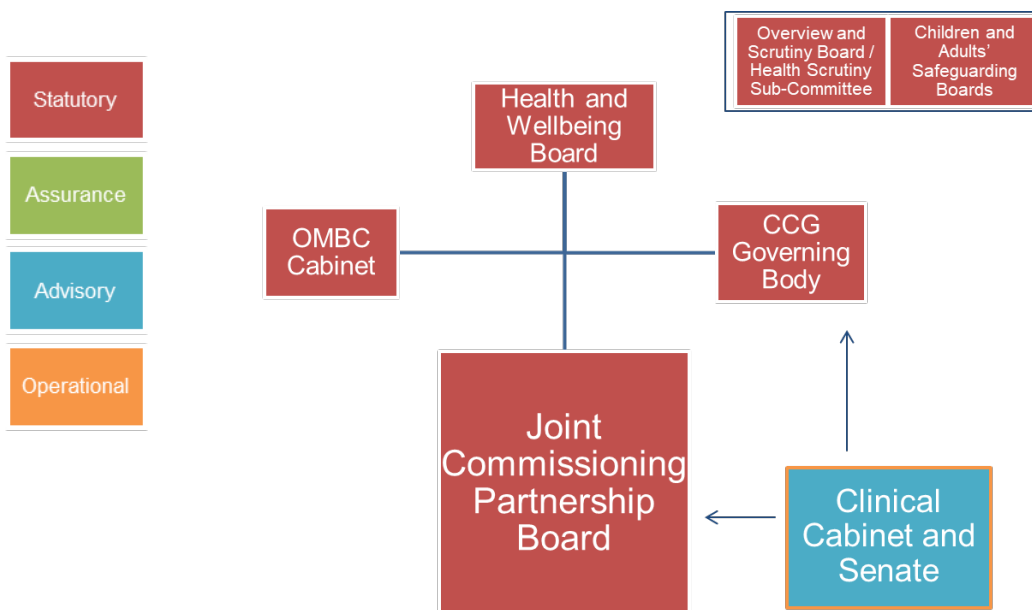 Overview and
Scrutiny Board /
Health Scrutiny
Sub-Committee
Children and
Adults'
Safeguarding
Boards
Statutory
Assurance
Advisory
Operational
Health and
Wellbeing
Board
OMBC
Cabinet
CCG
Governing
Body
Joint
Commissioning
Partnership
Board
Clinical
Cabinet and
Senate